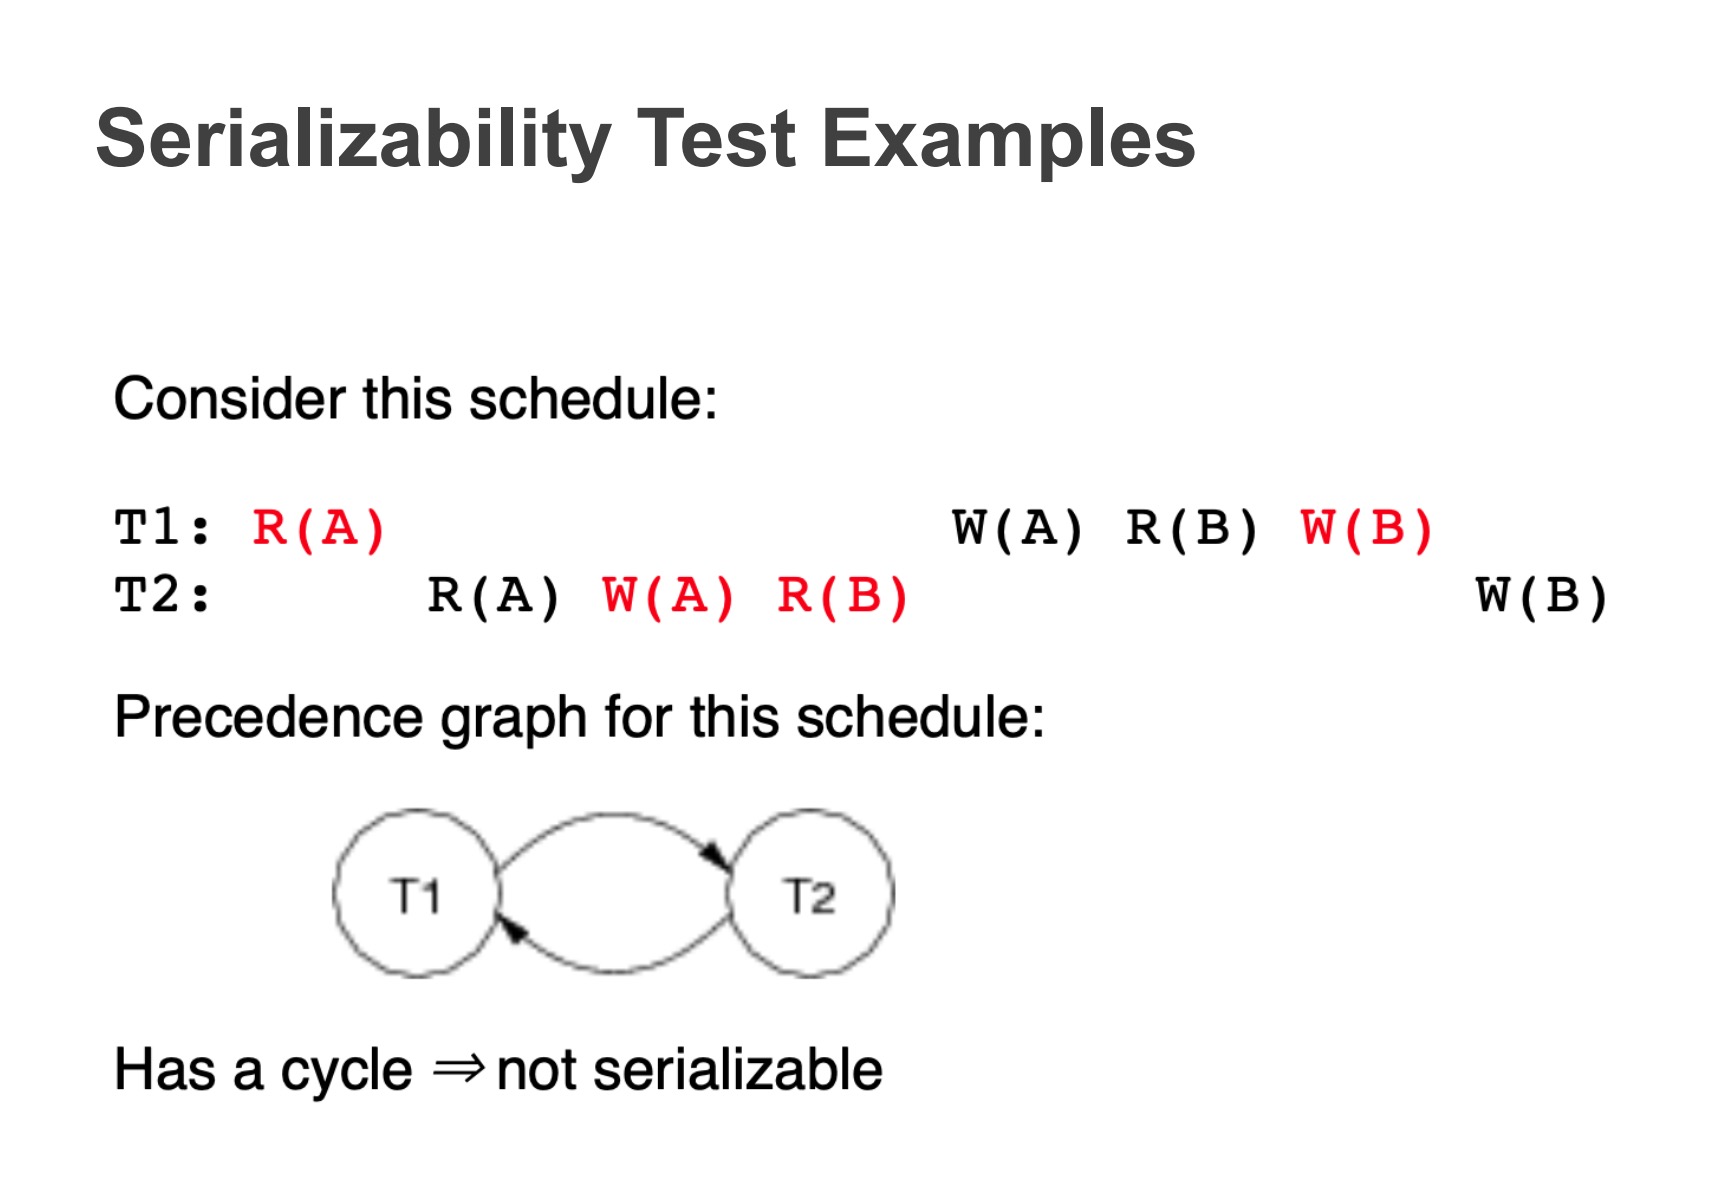 Serializability Test Examples
Consider this schedule:
T1: R(A) W(A) R(B) W(B)
T2: R(A) W(A) R(B) W(B)
Precedence graph for this schedule:
T1 T2
Has a cycle ⇒ not serializable